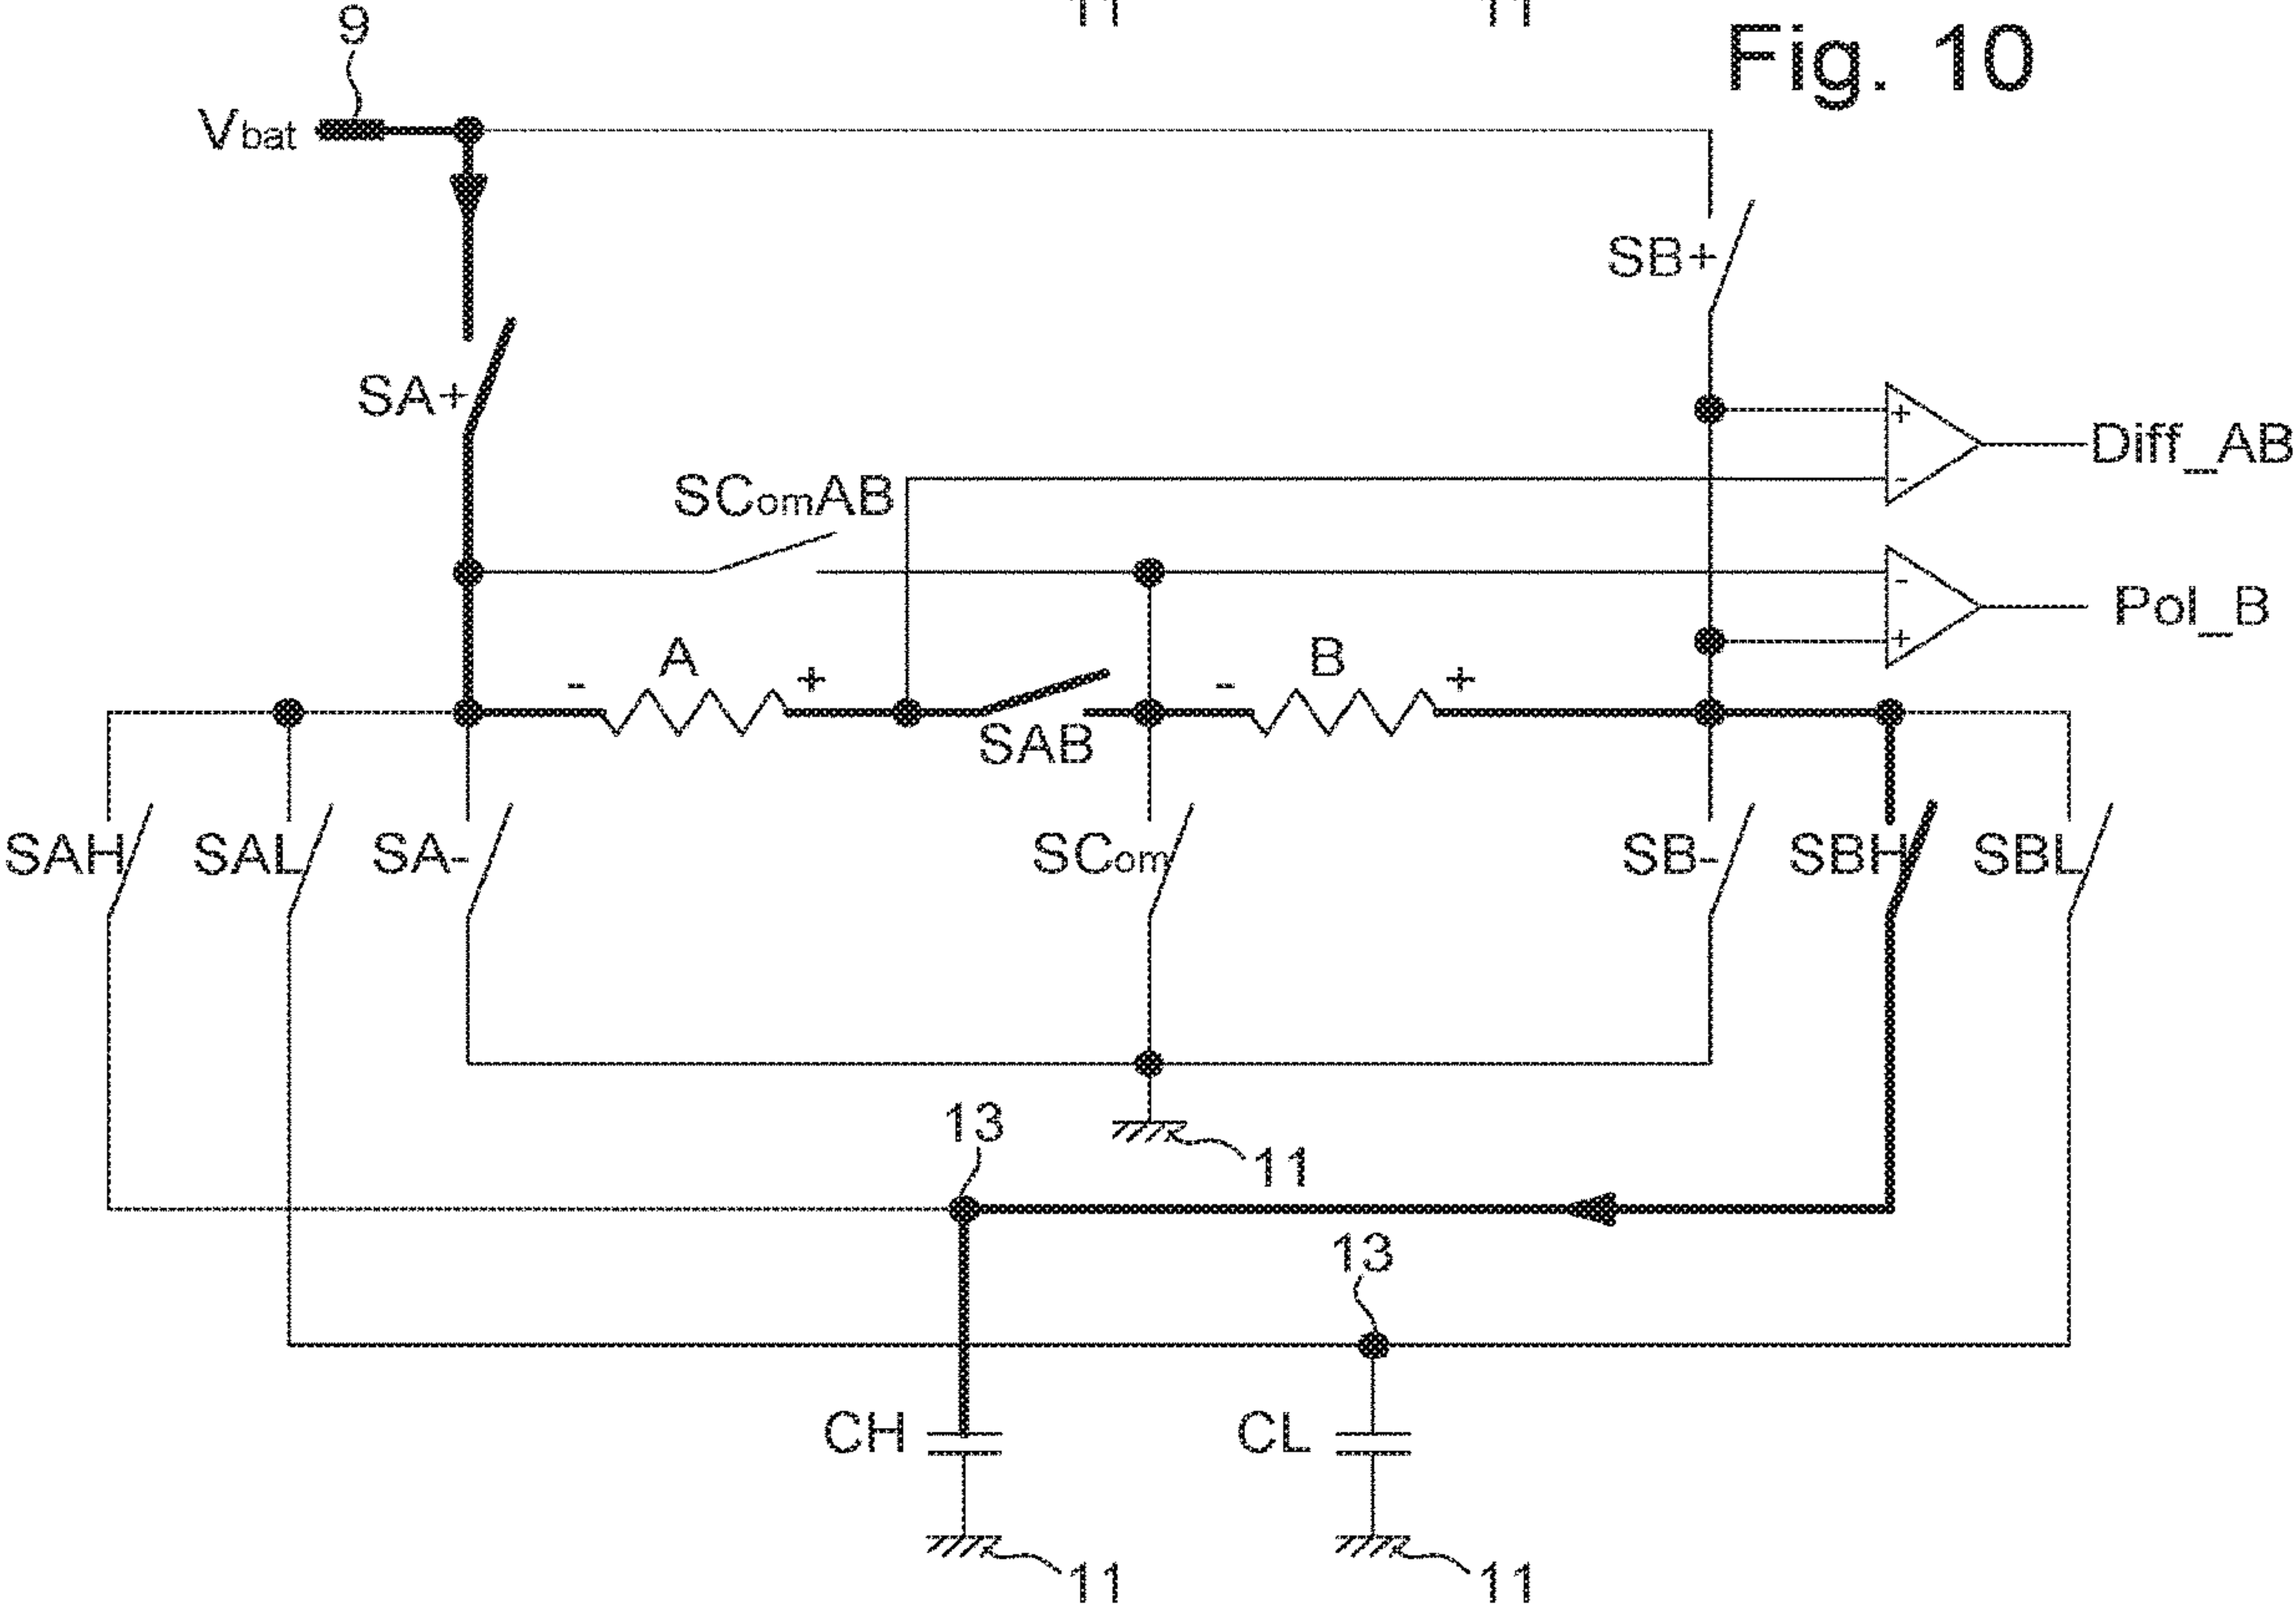 11 11
Fig. 10
9
Vbat
SB+
SA+
+
Diff_AB
-
SComAB
-
Pol_B
+
A
B
- +
- +
SAB
SAH
SAL
SA-
SCom
SB-
SBH
SBL
13
11
13
CH
CL
11
11